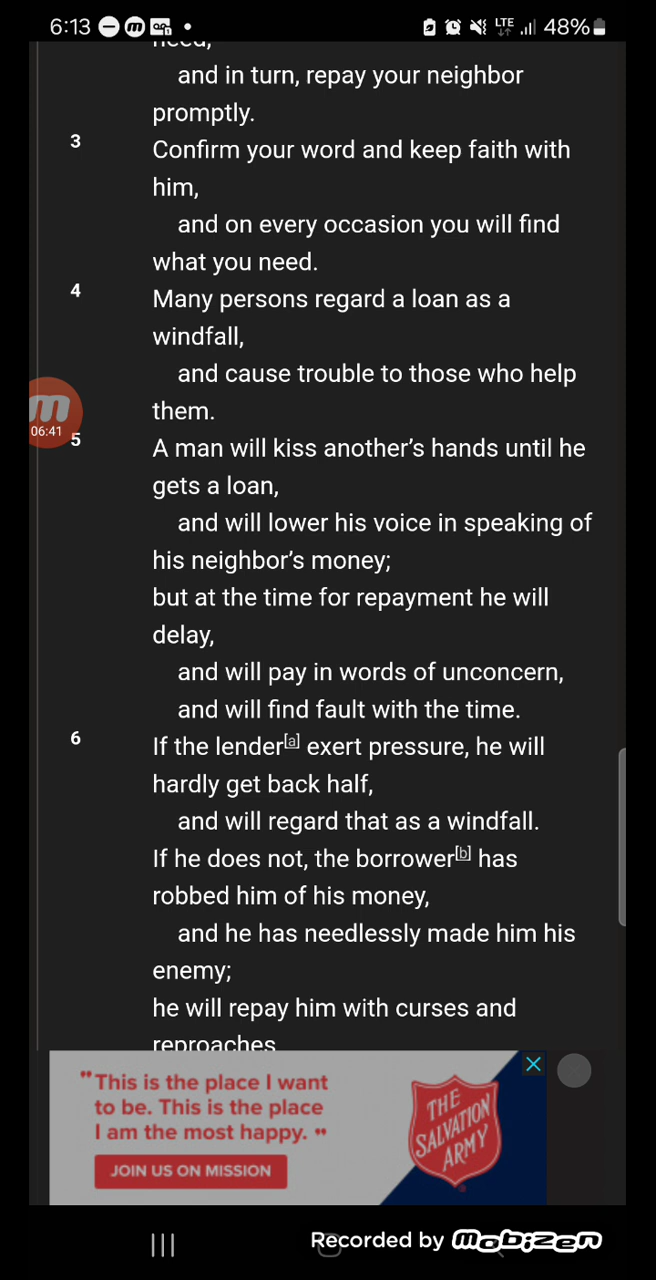 6:13 LTE 48%
need,
and in turn, repay your neighbor
promptly.
3 Confirm your word and keep faith with
him,
and on every occasion you will find
what you need.
4 Many persons regard a loan as a
windfall,
and cause trouble to those who help
them.
06:41
5 A man will kiss another’s hands until he
gets a loan,
and will lower his voice in speaking of
his neighbor’s money;
but at the time for repayment he will
delay,
and will pay in words of unconcern,
and will find fault with the time.
6 If the lender[a] exert pressure, he will
hardly get back half,
and will regard that as a windfall.
If he does not, the borrower[b] has
robbed him of his money,
and he has needlessly made him his
enemy;
he will repay him with curses and
reproaches
"This is the place I want
to be. This is the place
I am the most happy."
JOIN US ON MISSION
THE
SALVATION
ARMY
Recorded by mobizen